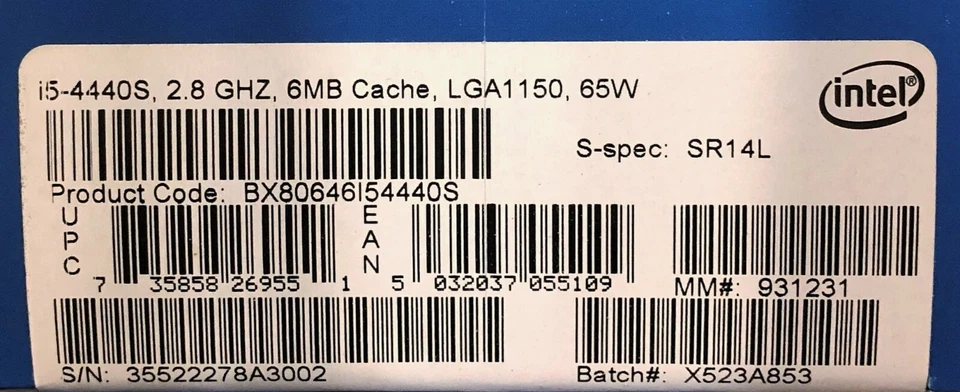 i5-4440S, 2.8 GHZ, 6MB Cache, LGA1150, 65W
intel®
S-spec: SR14L
Product Code: BX80646I54440S
UPC
7 35858 26955 1
EAN
5 032037 055109
MM#: 931231
S/N: 35522278A3002
Batch#: X523A853